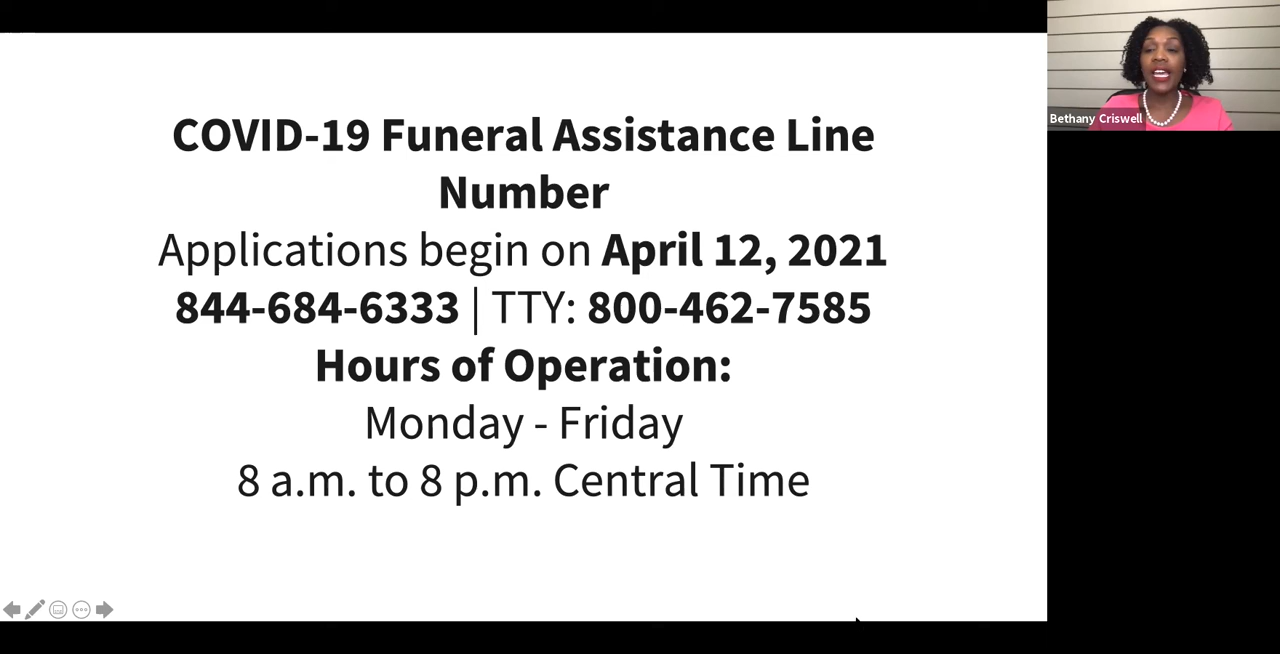 COVID-19 Funeral Assistance Line
Number
Applications begin on April 12, 2021
844-684-6333 | TTY: 800-462-7585
Hours of Operation:
Monday - Friday
8 a.m. to 8 p.m. Central Time
Bethany Criswell